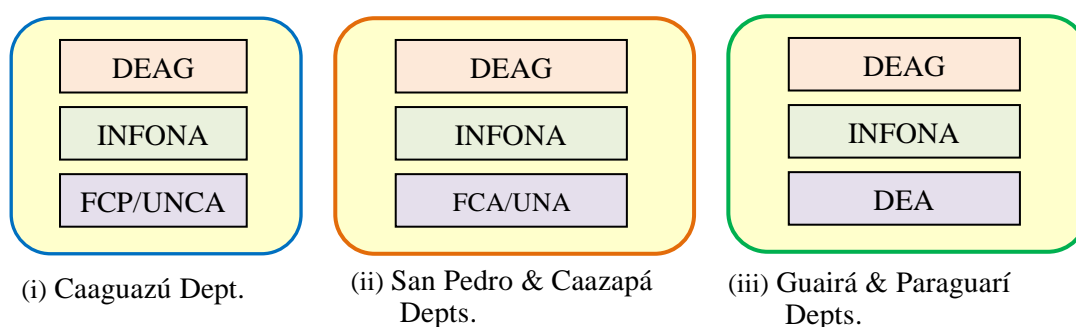 DEAG
INFONA
FCP/UNCA
(i) Caaguazú Dept.
DEAG
INFONA
FCA/UNA
(ii) San Pedro & Caazapá
Depts.
DEAG
INFONA
DEA
(iii) Guairá & Paraguarí
Depts.